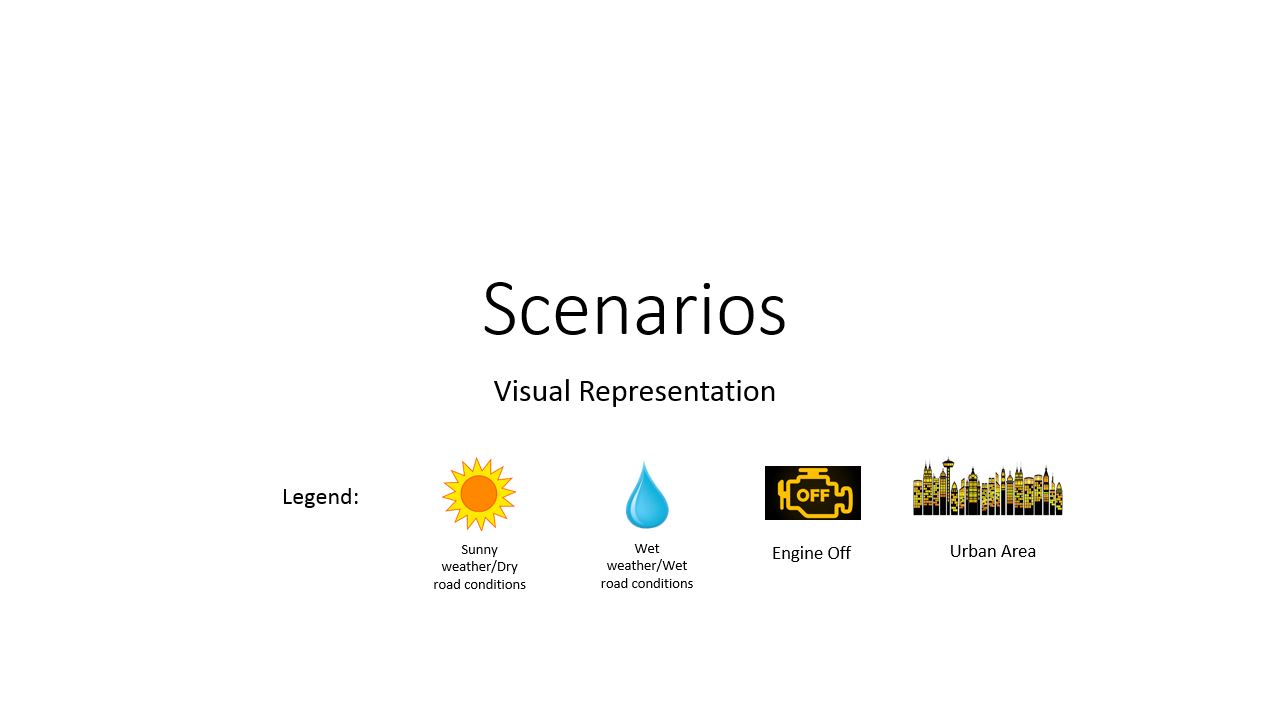 Scenarios
Visual Representation
Legend:
Sunny
weather/Dry
road conditions
Wet
weather/Wet
road conditions
OFF
Engine Off
Urban Area